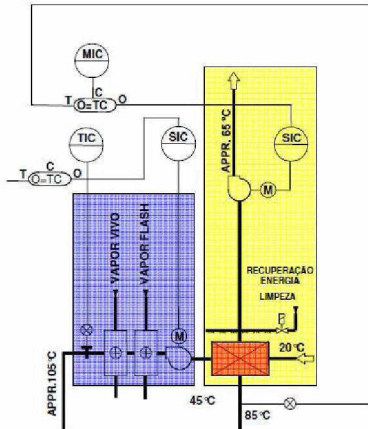 MIC
C
T O=TC O
TIC
SIC
SIC
C
T O=TC O
APPR, 65 °C
M
VAPOR VIVO
VAPOR FLASH
RECUPERAÇÃO
ENERGIA
LIMPEZA
P
M
20 °C
APPR.105°C
45 °C
85 °C